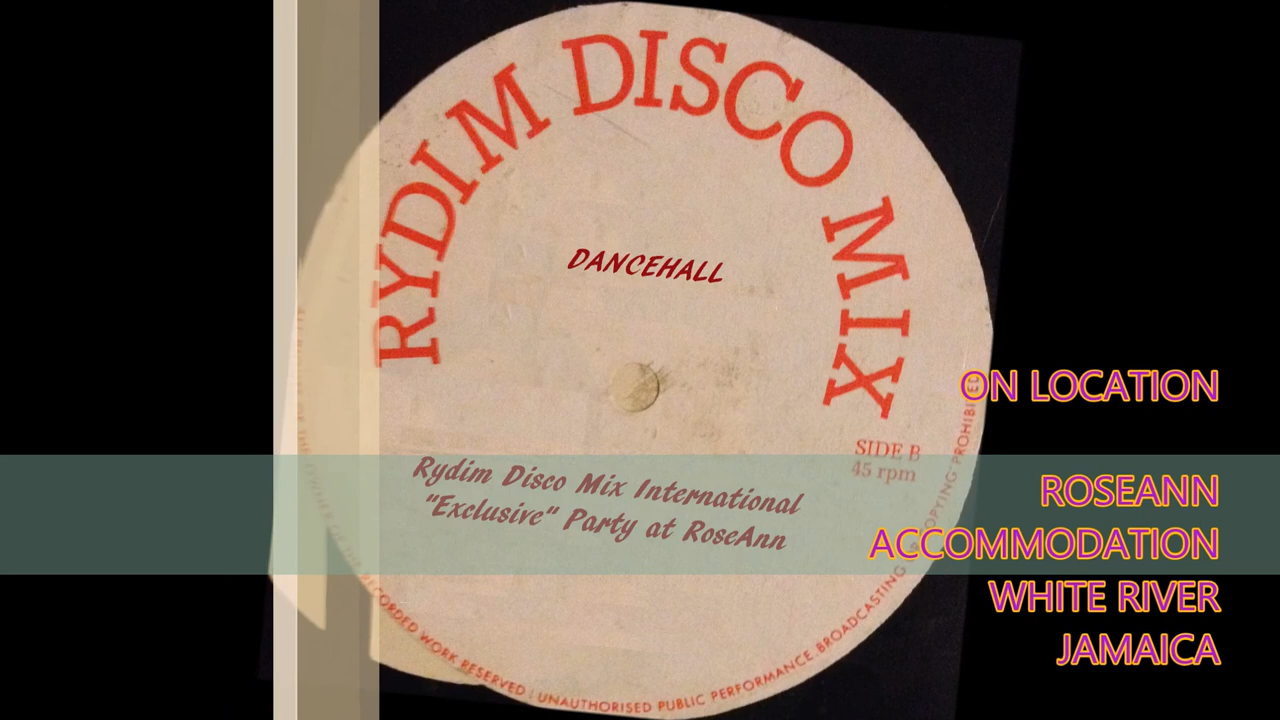 RYDIM DISCO MIX
DANCEHALL
ON LOCATION
SIDE B
45 rpm
Rydim Disco Mix International
"Exclusive" Party at RoseAnn
ROSEANN
ACCOMMODATION
WHITE RIVER
JAMAICA
RECORDED WORK RESERVED UNAUTHORISED PUBLIC PERFORMANCE BROADCASTING COPYING PROHIBITED